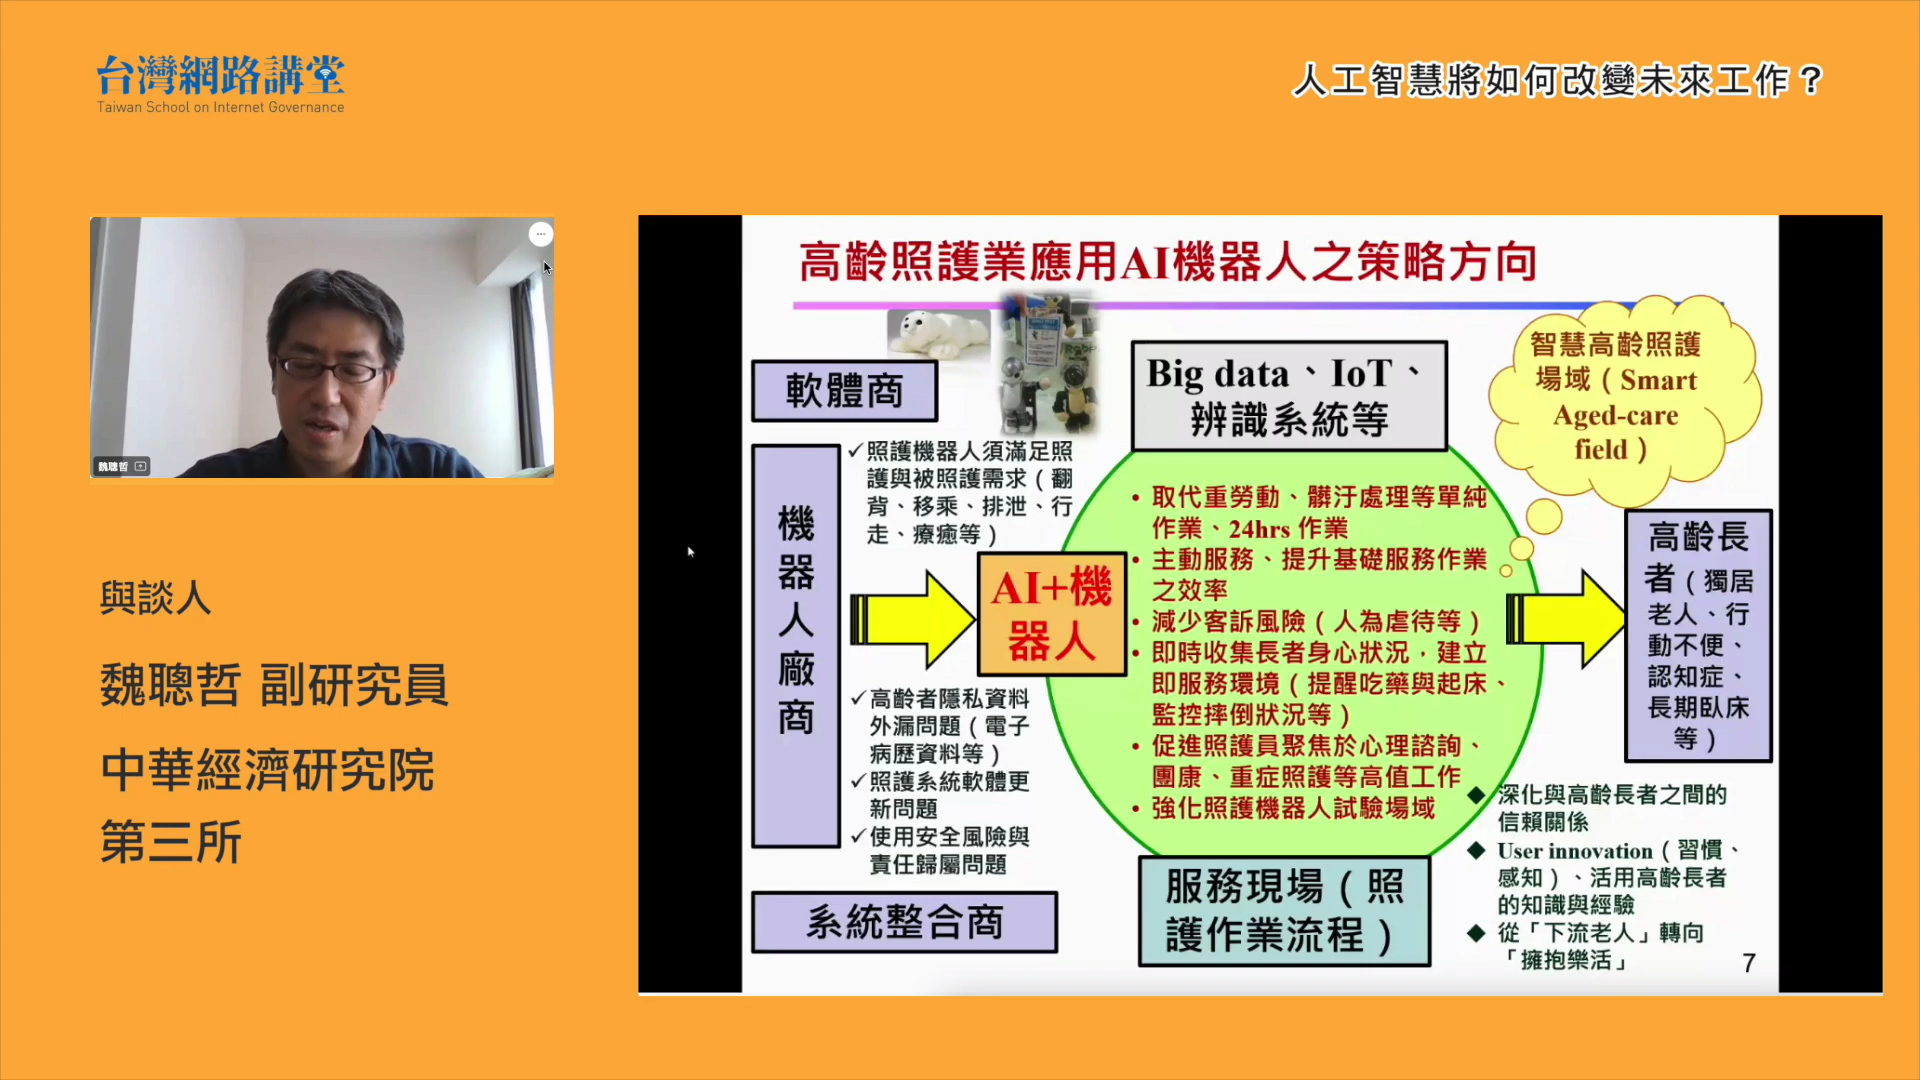 台灣網路講堂
Taiwan School on Internet Governance
人工智慧將如何改變未來工作？
魏聰哲
與談人
魏聰哲 副研究員
中華經濟研究院
第三所
高齡照護業應用AI機器人之策略方向
軟體商
機器人廠商
系統整合商
✓照護機器人須滿足照
護與被照護需求（翻
背、移乘、排泄、行
走、療癒等）
AI+機
器人
✓高齡者隱私資料
外漏問題（電子
病歷資料等）
✓照護系統軟體更
新問題
✓使用安全風險與
責任歸屬問題
Big data、IoT、
辨識系統等
• 取代重勞動、髒汙處理等單純
作業、24hrs 作業
• 主動服務、提升基礎服務作業
之效率
• 減少客訴風險（人為虐待等）
• 即時收集長者身心狀況，建立
即服務環境（提醒吃藥與起床、
監控摔倒狀況等）
• 促進照護員聚焦於心理諮詢、
團康、重症照護等高值工作
• 強化照護機器人試驗場域
服務現場（照
護作業流程）
智慧高齡照護
場域（Smart
Aged-care
field）
高齡長
者（獨居
老人、行
動不便、
認知症、
長期臥床
等）
◆ 深化與高齡長者之間的
信賴關係
◆ User innovation（習慣、
感知）、活用高齡長者
的知識與經驗
◆ 從「下流老人」轉向
「擁抱樂活」
7